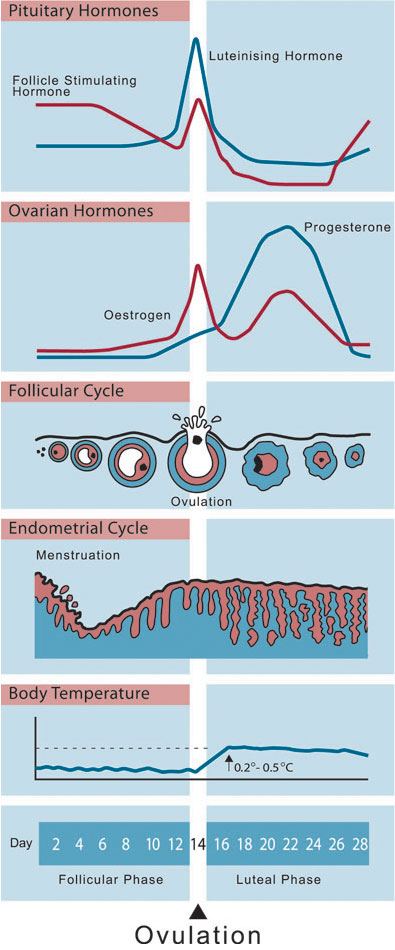 Pituitary Hormones
Luteinising Hormone
Follicle Stimulating
Hormone
Ovarian Hormones
Progesterone
Oestrogen
Follicular Cycle
Ovulation
Endometrial Cycle
Menstruation
Body Temperature
0.2°- 0.5°C
Day 2 4 6 8 10 12 14 16 18 20 22 24 26 28
Follicular Phase Luteal Phase
Ovulation